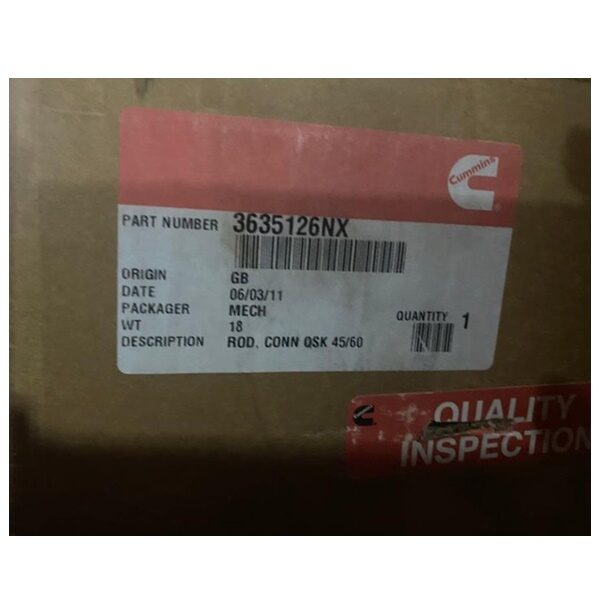 Cummins
PART NUMBER 3635126NX
ORIGIN GB
DATE 06/03/11
PACKAGER MECH
WT 18
DESCRIPTION ROD, CONN QSK 45/60
QUANTITY 1
QUALITY
INSPECTION